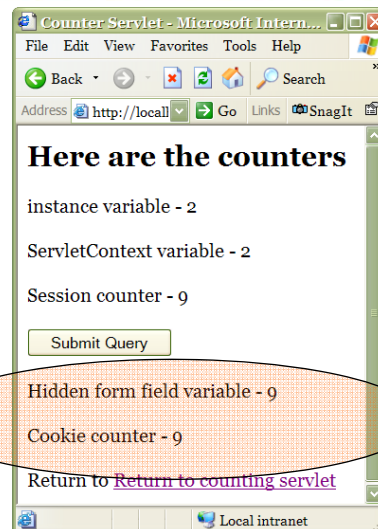 Counter Servlet - Microsoft Intern...
File Edit View Favorites Tools Help
Back Search »
Address http://locall Go Links SnagIt
Here are the counters
instance variable - 2
ServletContext variable - 2
Session counter - 9
Submit Query
Hidden form field variable - 9
Cookie counter - 9
Return to Return to counting servlet
Local intranet